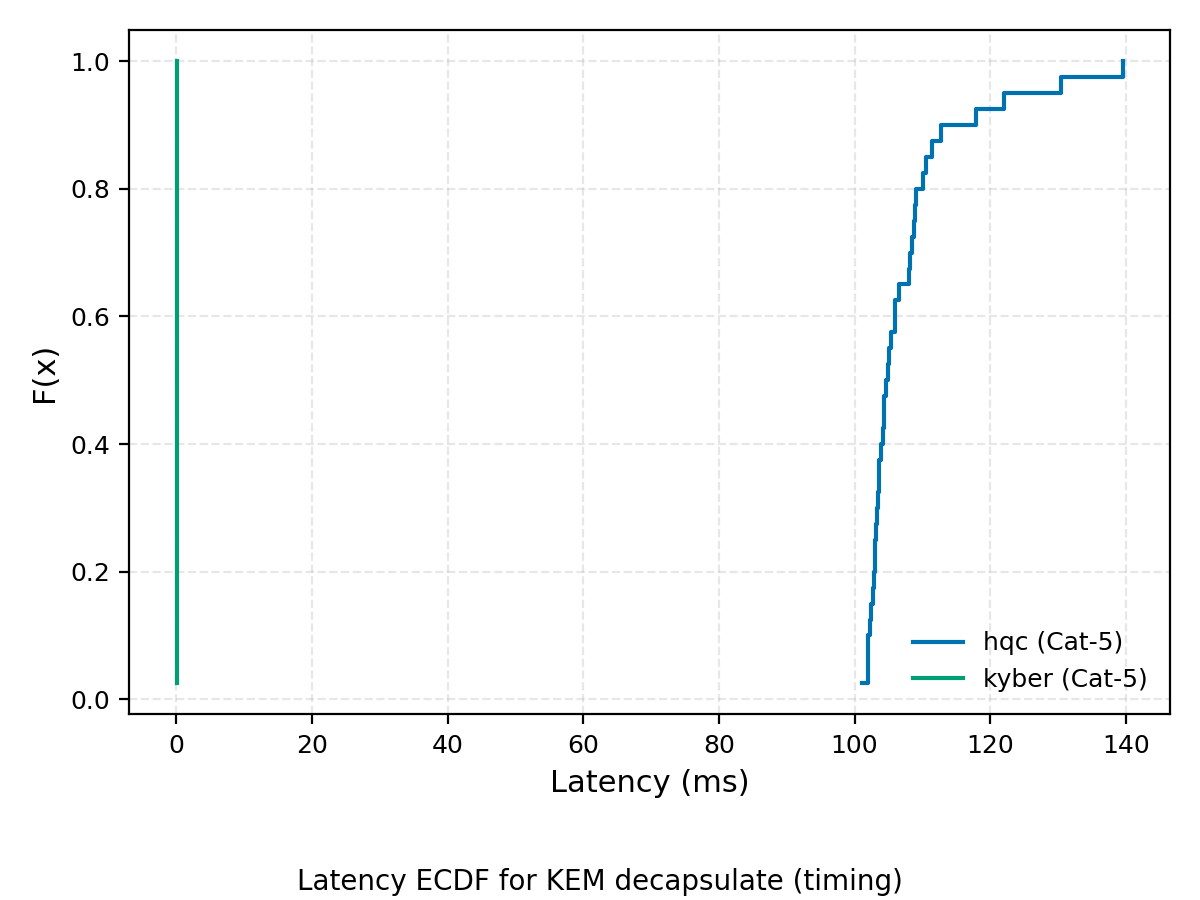 1.0
0.8
0.6
0.4
0.2
0.0
F(x)
hqc (Cat-5)
kyber (Cat-5)
0 20 40 60 80 100 120 140
Latency (ms)
Latency ECDF for KEM decapsulate (timing)